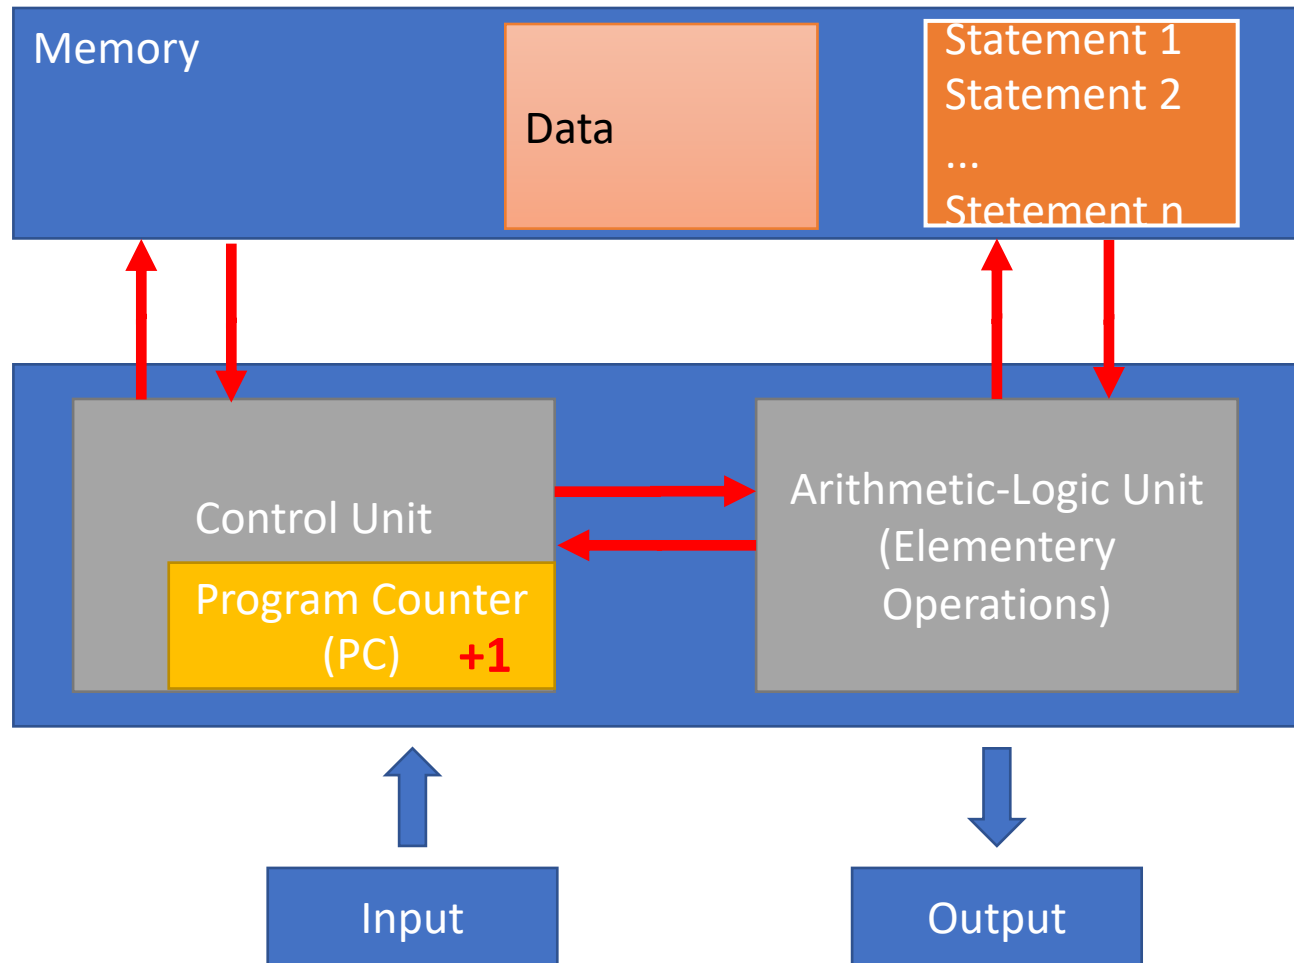 Memory
Data
Statement 1
Statement 2
...
Stetement n
Control Unit
Program Counter
(PC) +1
Arithmetic-Logic Unit
(Elementery
Operations)
Input
Output